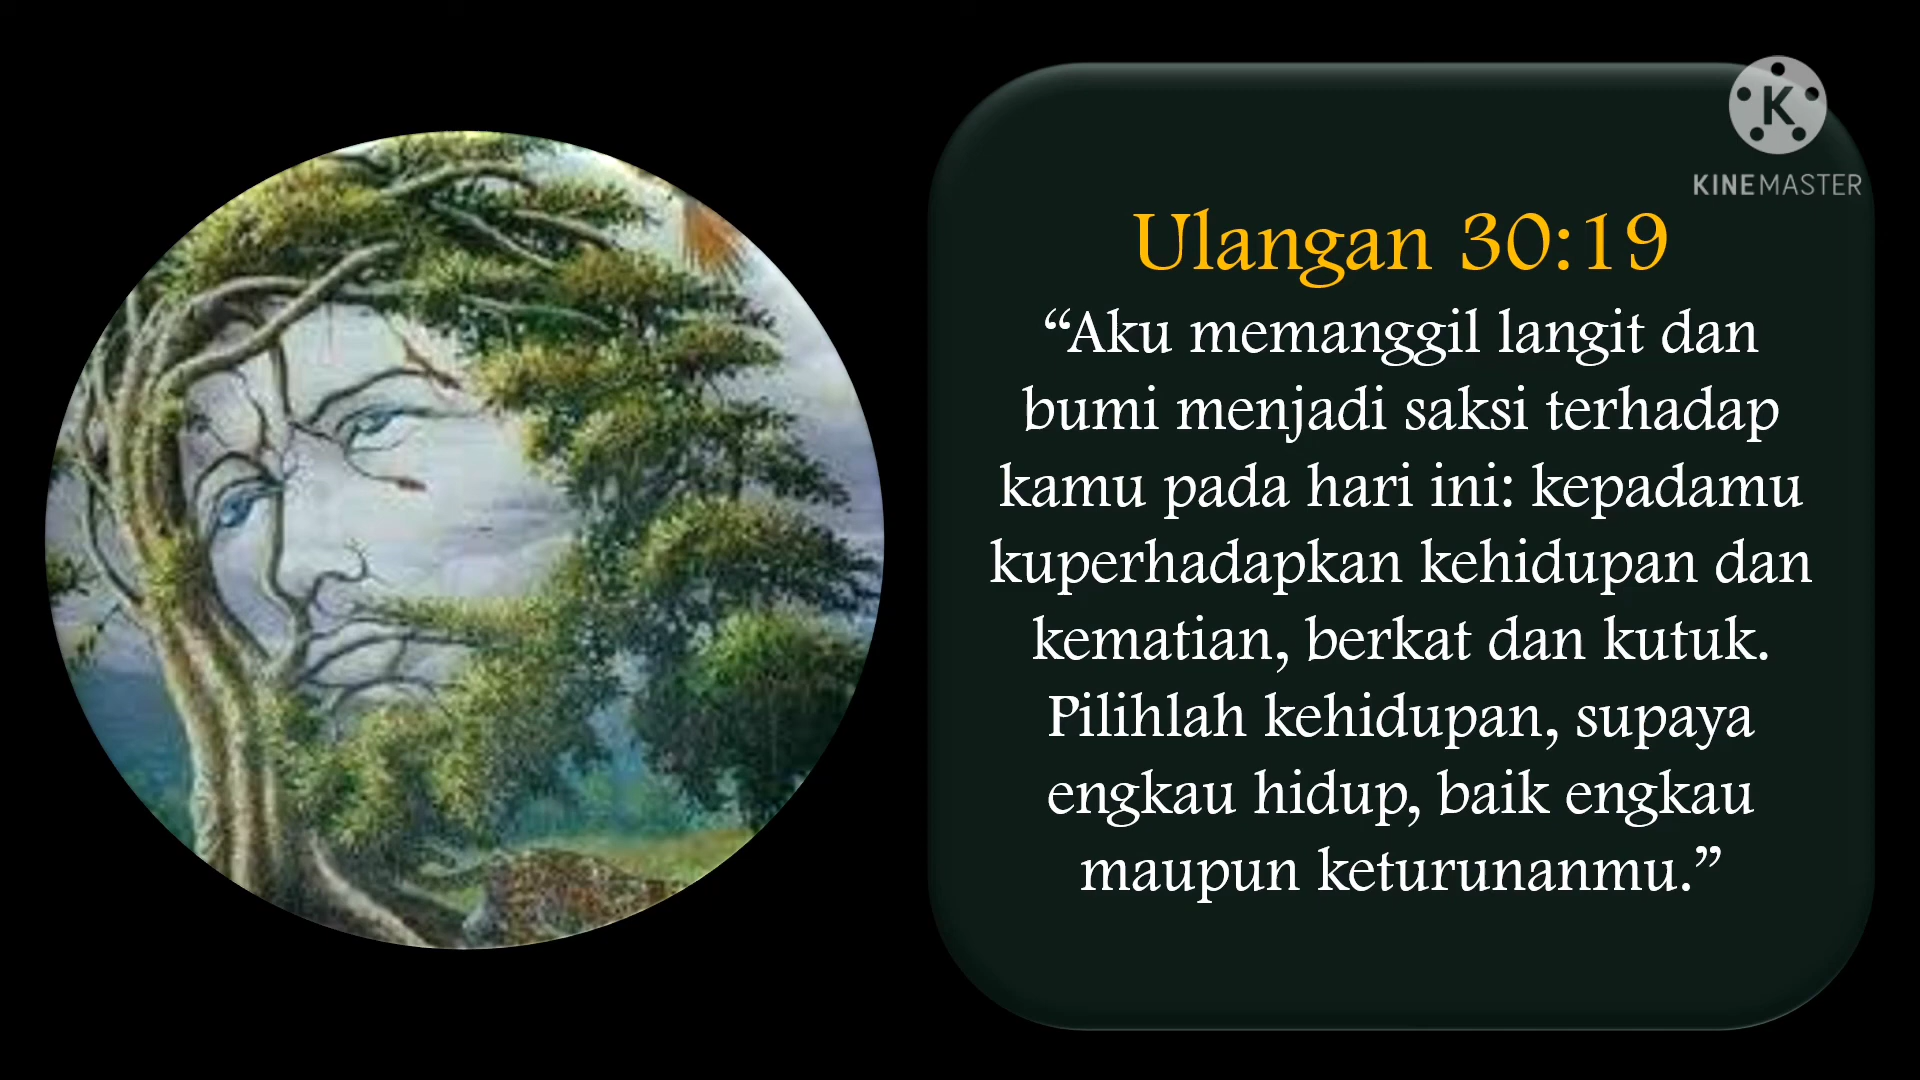 KINEMASTER
Ulangan 30:19
“Aku memanggil langit dan
bumi menjadi saksi terhadap
kamu pada hari ini: kepadamu
kuperhadapkan kehidupan dan
kematian, berkat dan kutuk.
Pilihlah kehidupan, supaya
engkau hidup, baik engkau
maupun keturunanmu.”